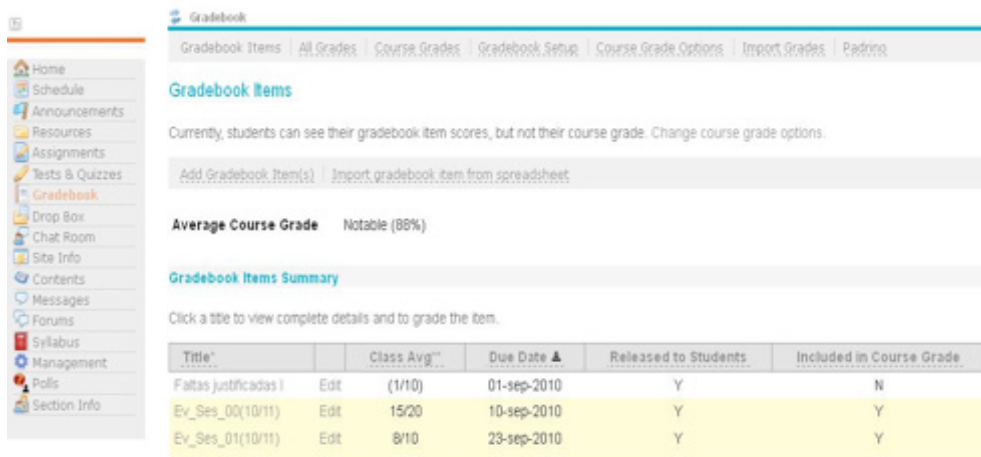 Gradebook
Gradebook Items | All Grades | Course Grades | Gradebook Setup | Course Grade Options | Import Grades | Padrino
Home
Schedule
Announcements
Resources
Assignments
Tests & Quizzes
Gradebook
Drop Box
Chat Room
Site Info
Contents
Messages
Forums
Syllabus
Management
Polls
Section Info
Gradebook Items
Currently, students can see their gradebook item scores, but not their course grade. Change course grade options.
Add Gradebook Item(s) | Import gradebook item from spreadsheet
Average Course Grade Notable (88%)
Gradebook Items Summary
Click a title to view complete details and to grade the item.
Title* Class Avg** Due Date Released to Students Included in Course Grade
Faltas justificadas I Edit (1/10) 01-sep-2010 Y N
Ev_Ses_00(10/11) Edit 15/20 10-sep-2010 Y Y
Ev_Ses_01(10/11) Edit 8/10 23-sep-2010 Y Y